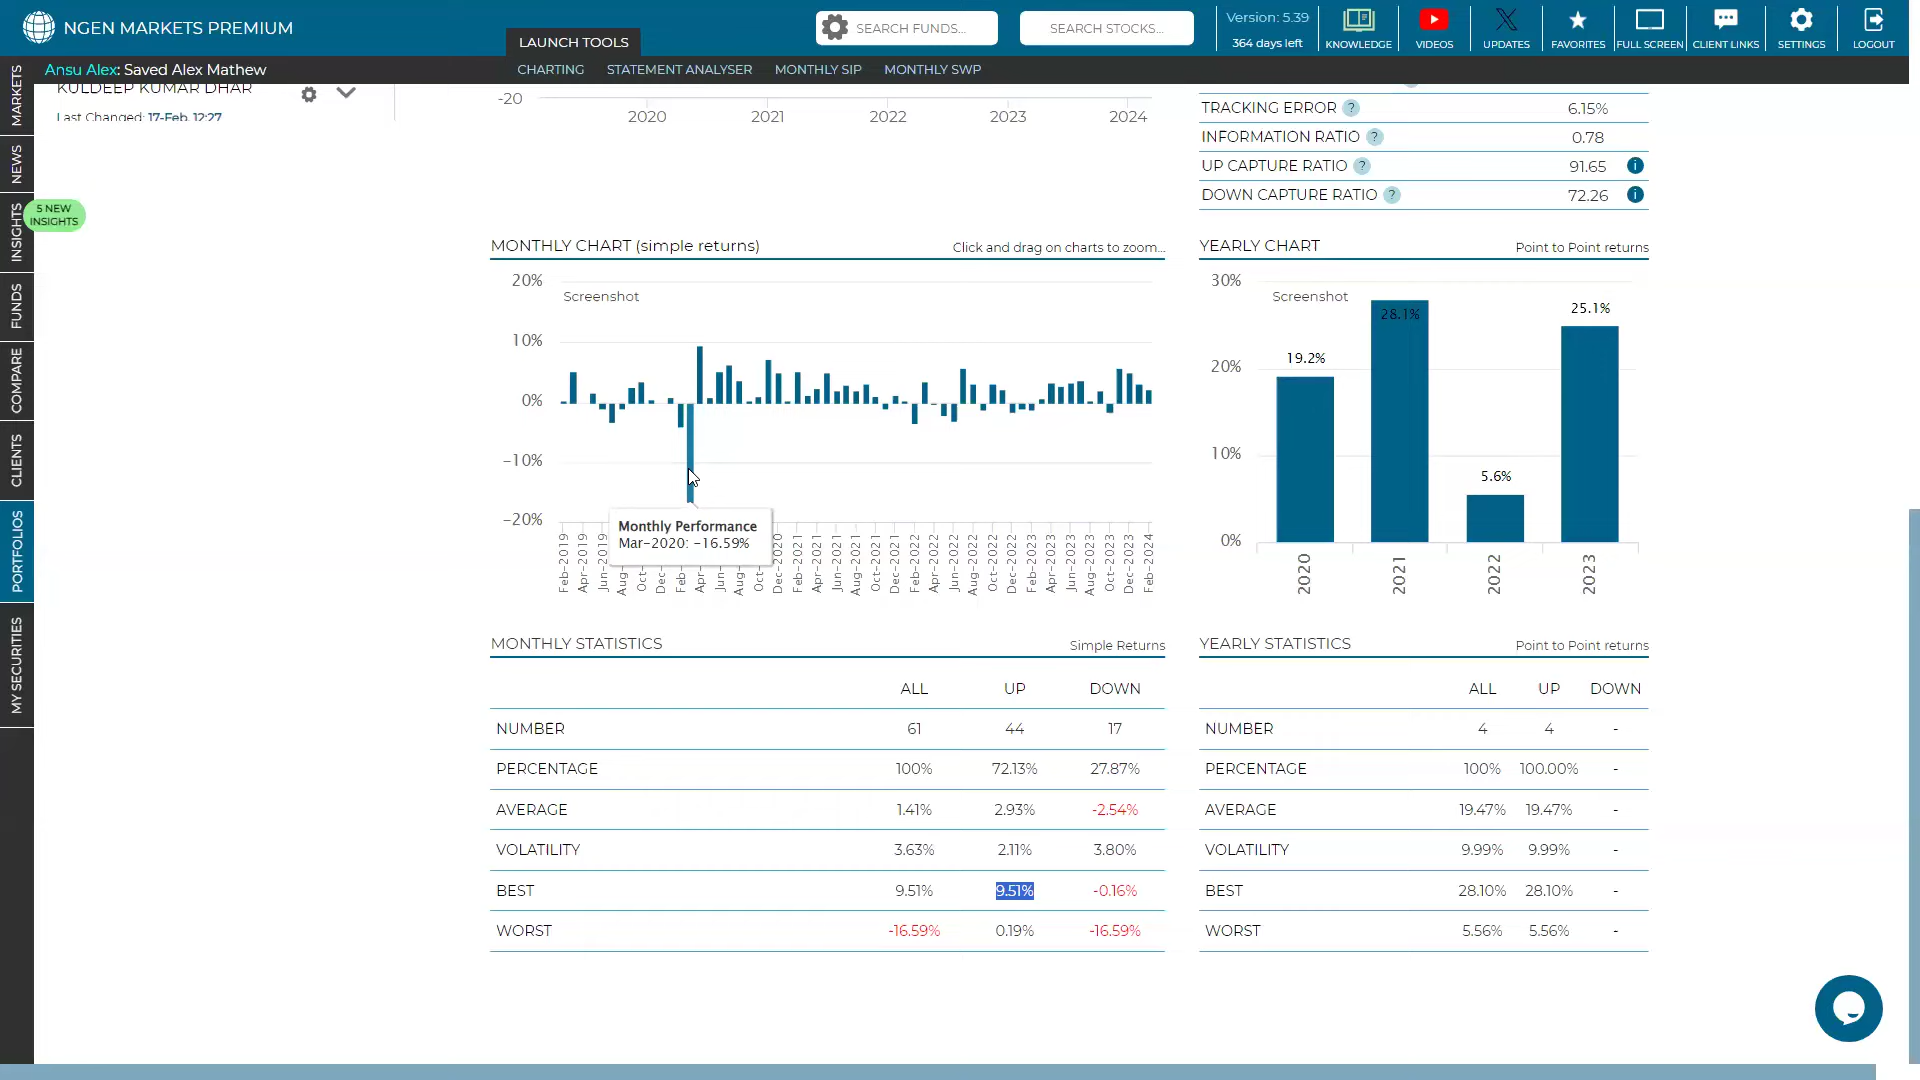 NGEN MARKETS PREMIUM
LAUNCH TOOLS
SEARCH FUNDS...
SEARCH STOCKS...
Version: 5.39
364 days left
KNOWLEDGE
VIDEOS
UPDATES
FAVORITES
FULL SCREEN
CLIENT LINKS
SETTINGS
LOGOUT
Ansu Alex: Saved Alex Mathew
CHARTING
STATEMENT ANALYSER
MONTHLY SIP
MONTHLY SWP
MARKETS
NEWS
INSIGHTS
5 NEW
INSIGHTS
FUNDS
COMPARE
CLIENTS
PORTFOLIOS
MY SECURITIES
KULDEEP KUMAR DHAR
Last Changed: 17-Feb, 12:27
-20
2020 2021 2022 2023 2024
TRACKING ERROR ? 6.15%
INFORMATION RATIO ? 0.78
UP CAPTURE RATIO ? 91.65 i
DOWN CAPTURE RATIO ? 72.26 i
MONTHLY CHART (simple returns) Click and drag on charts to zoom...
Screenshot
20%
10%
0%
-10%
-20%
Monthly Performance
Mar-2020: -16.59%
Feb-2019 Apr-2019 Jun-2019 Aug Oct Dec Feb Apr Jun Aug Oct Dec-2020 Feb-2021 Apr-2021 Jun-2021 Aug-2021 Oct-2021 Dec-2021 Feb-2022 Apr-2022 Jun-2022 Aug-2022 Oct-2022 Dec-2022 Feb-2023 Apr-2023 Jun-2023 Aug-2023 Oct-2023 Dec-2023 Feb-2024
YEARLY CHART Point to Point returns
Screenshot
30%
20%
10%
0%
19.2% 28.1% 5.6% 25.1%
2020 2021 2022 2023
MONTHLY STATISTICS Simple Returns
ALL UP DOWN
NUMBER 61 44 17
PERCENTAGE 100% 72.13% 27.87%
AVERAGE 1.41% 2.93% -2.54%
VOLATILITY 3.63% 2.11% 3.80%
BEST 9.51% 9.51% -0.16%
WORST -16.59% 0.19% -16.59%
YEARLY STATISTICS Point to Point returns
ALL UP DOWN
NUMBER 4 4 -
PERCENTAGE 100% 100.00% -
AVERAGE 19.47% 19.47% -
VOLATILITY 9.99% 9.99% -
BEST 28.10% 28.10% -
WORST 5.56% 5.56% -